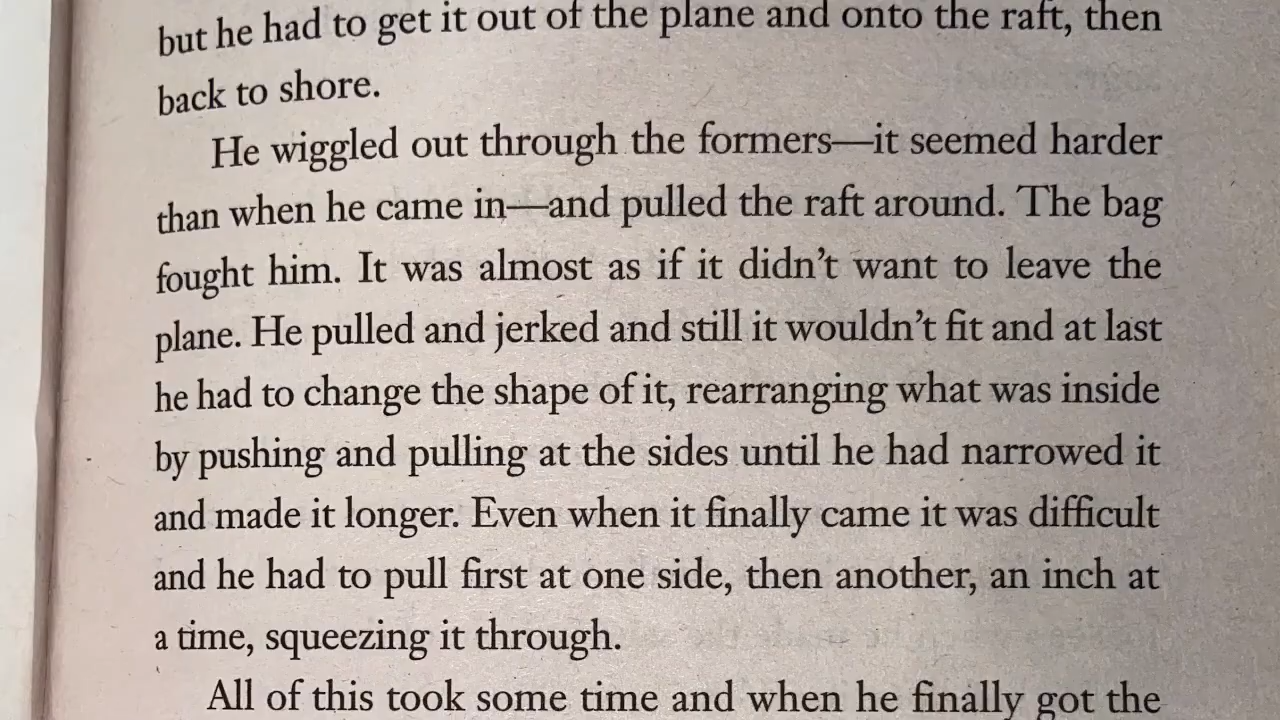 but he had to get it out of the plane and onto the raft, then
back to shore.
He wiggled out through the formers—it seemed harder
than when he came in—and pulled the raft around. The bag
fought him. It was almost as if it didn’t want to leave the
plane. He pulled and jerked and still it wouldn’t fit and at last
he had to change the shape of it, rearranging what was inside
by pushing and pulling at the sides until he had narrowed it
and made it longer. Even when it finally came it was difficult
and he had to pull first at one side, then another, an inch at
a time, squeezing it through.
All of this took some time and when he finally got the